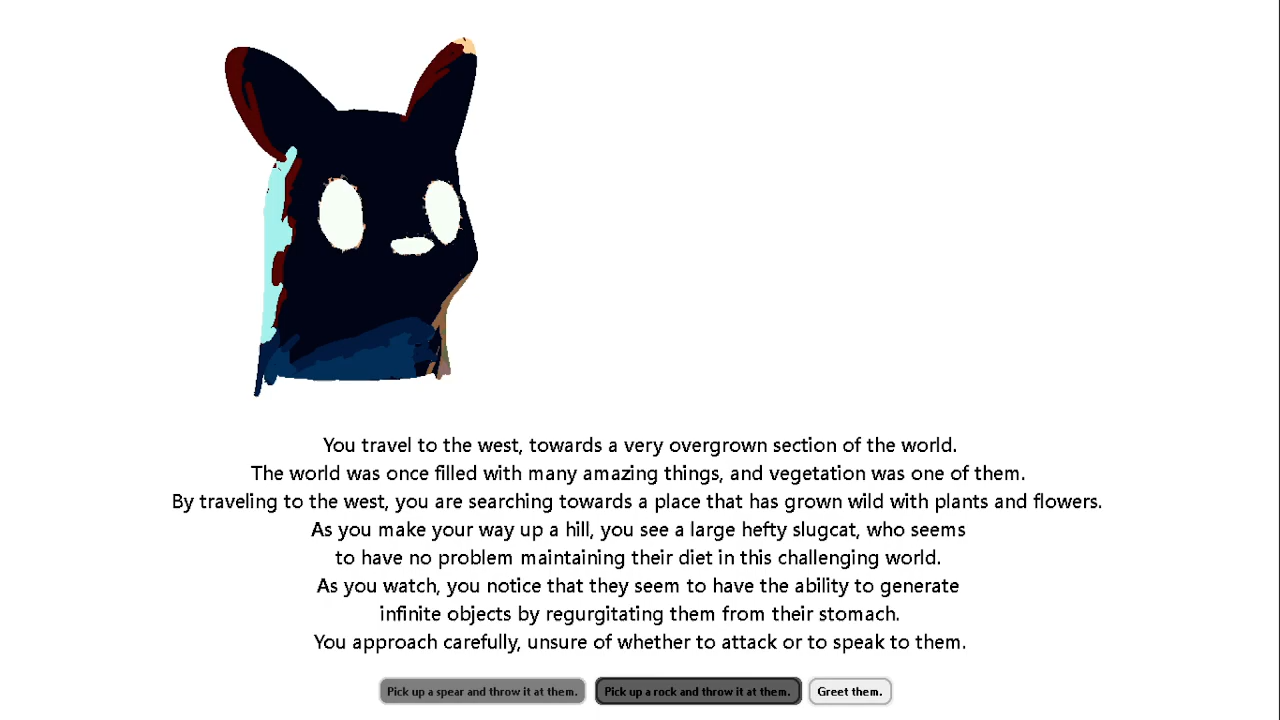 You travel to the west, towards a very overgrown section of the world.
The world was once filled with many amazing things, and vegetation was one of them.
By traveling to the west, you are searching towards a place that has grown wild with plants and flowers.
As you make your way up a hill, you see a large hefty slugcat, who seems
to have no problem maintaining their diet in this challenging world.
As you watch, you notice that they seem to have the ability to generate
infinite objects by regurgitating them from their stomach.
You approach carefully, unsure of whether to attack or to speak to them.
Pick up a spear and throw it at them.
Pick up a rock and throw it at them.
Greet them.